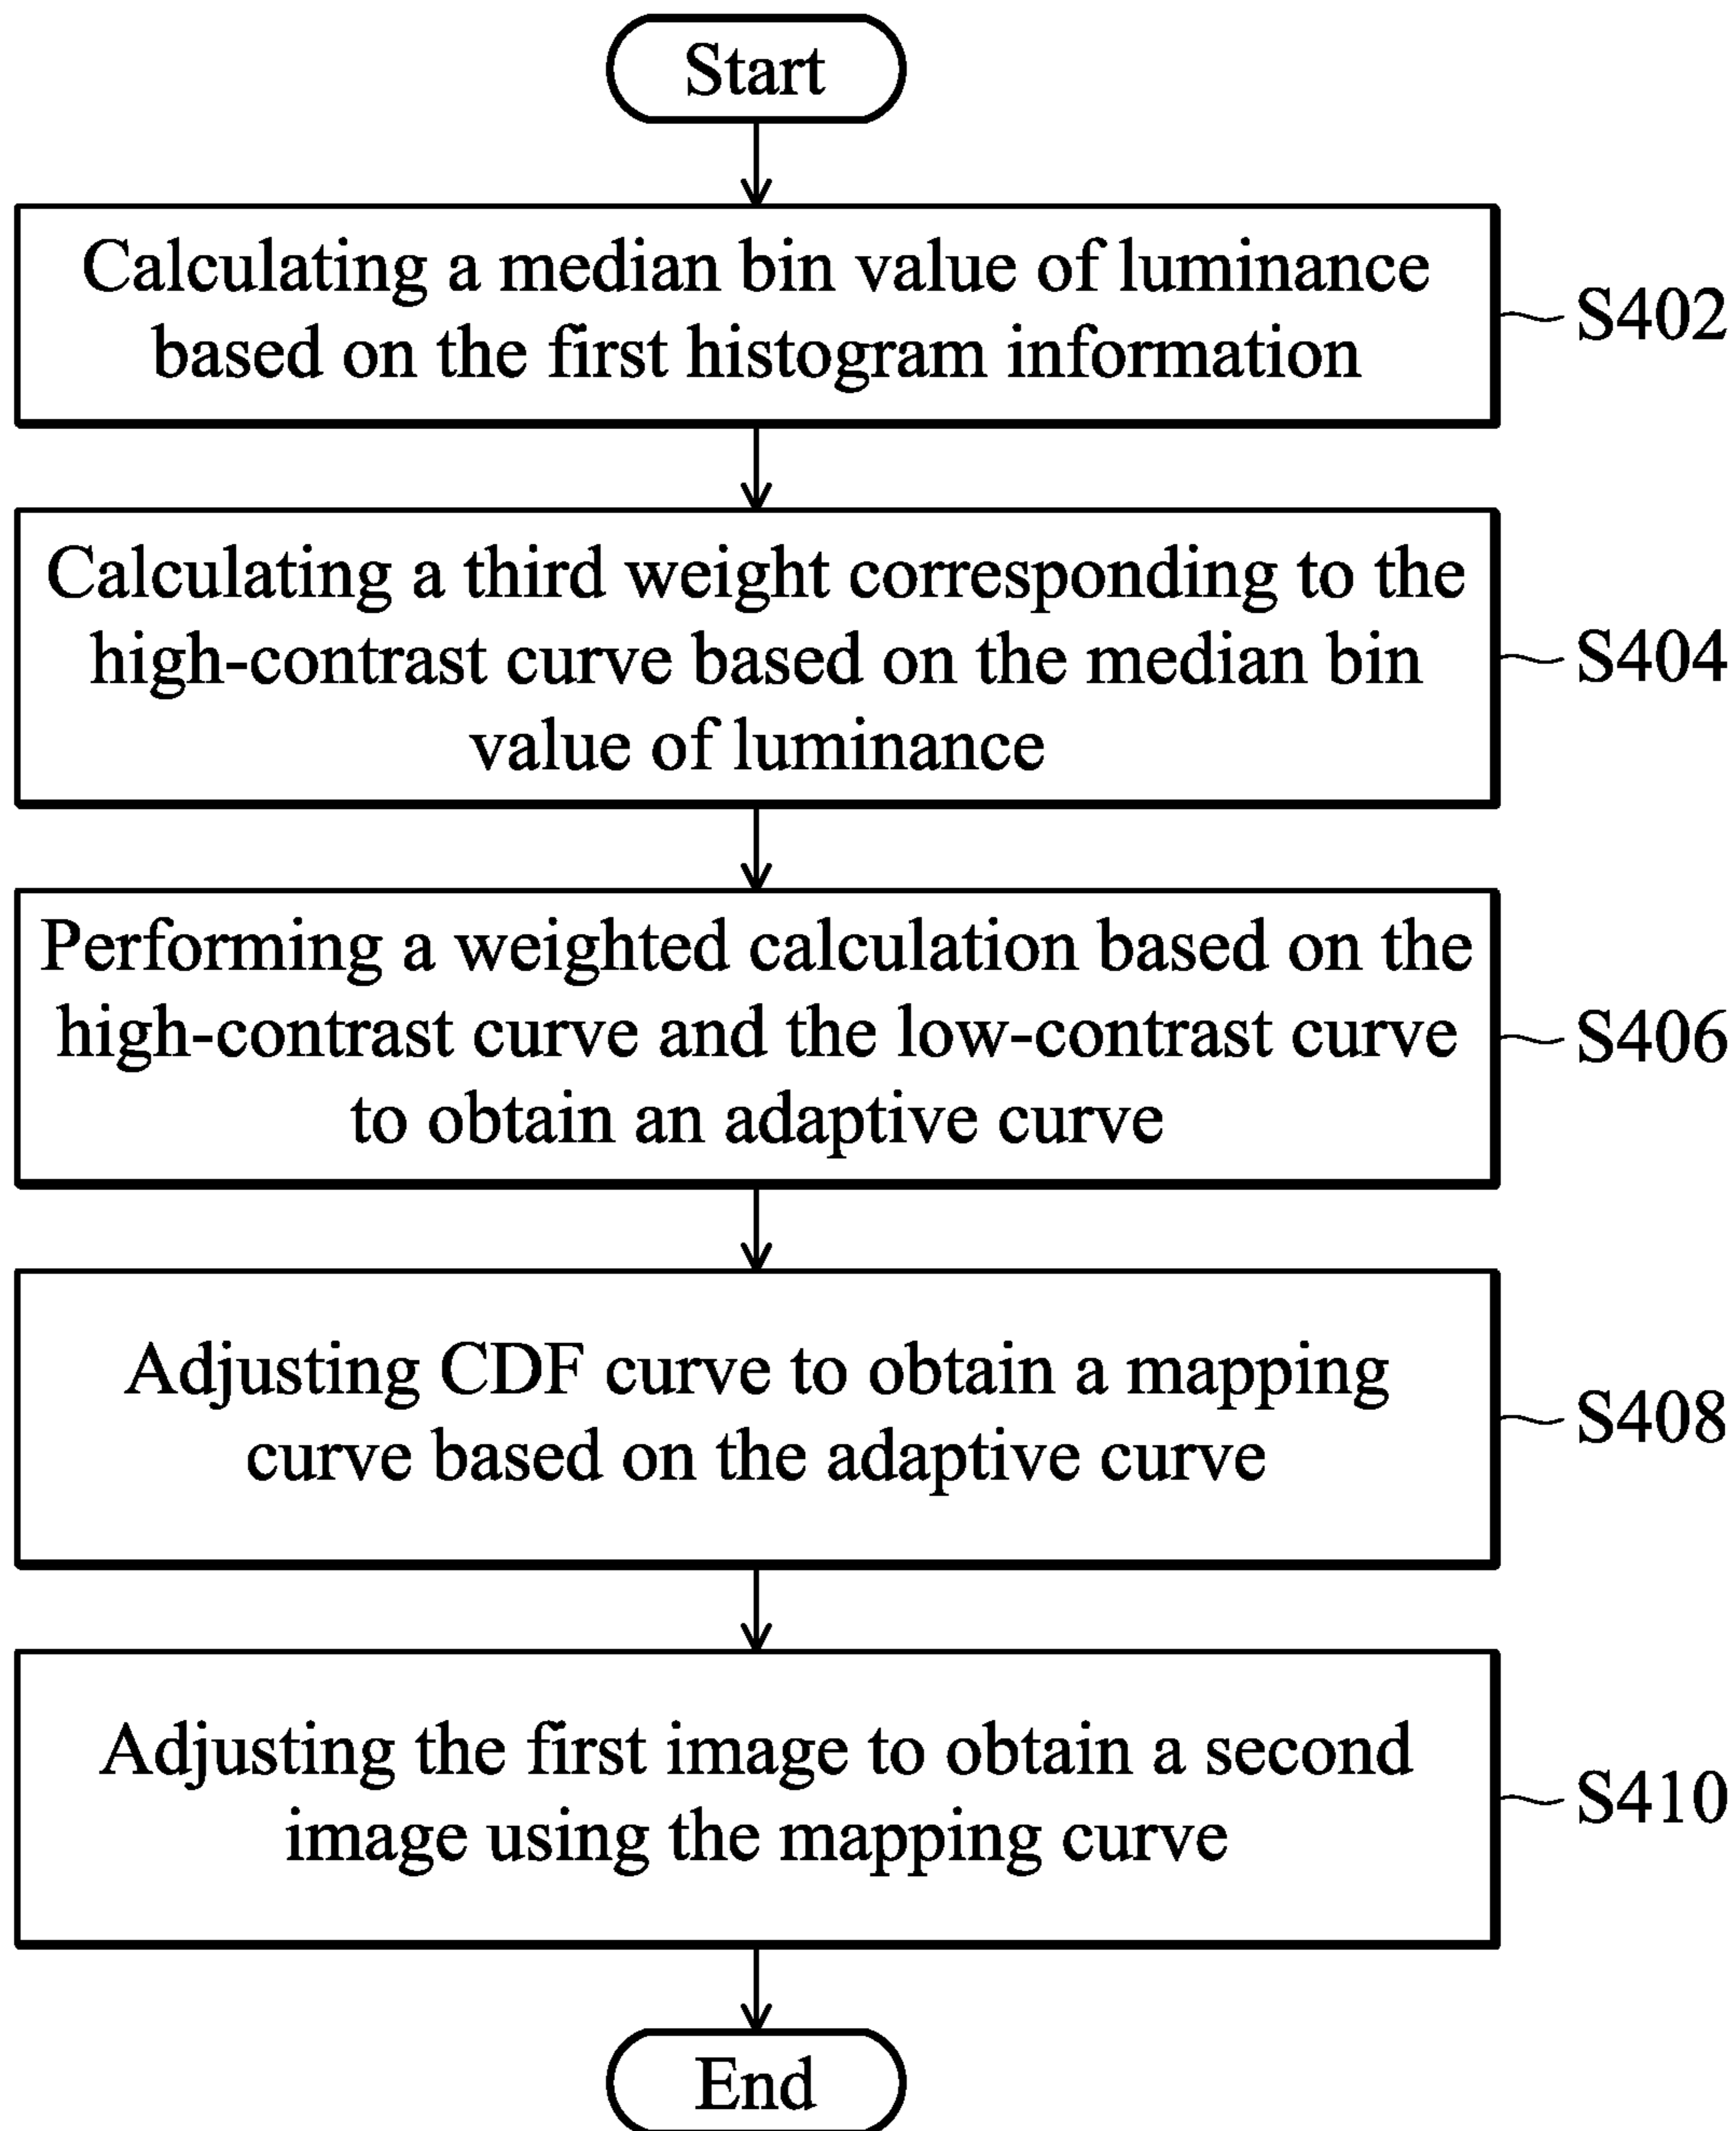 Start
Calculating a median bin value of luminance
based on the first histogram information
S402
Calculating a third weight corresponding to the
high-contrast curve based on the median bin
value of luminance
S404
Performing a weighted calculation based on the
high-contrast curve and the low-contrast curve
to obtain an adaptive curve
S406
Adjusting CDF curve to obtain a mapping
curve based on the adaptive curve
S408
Adjusting the first image to obtain a second
image using the mapping curve
S410
End